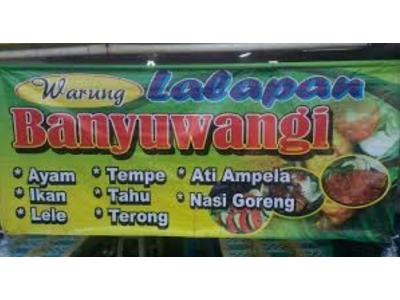 Warung Lalapan
Banyuwangi
* Ayam * Tempe * Ati Ampela
* Ikan * Tahu * Nasi Goreng
* Lele * Terong